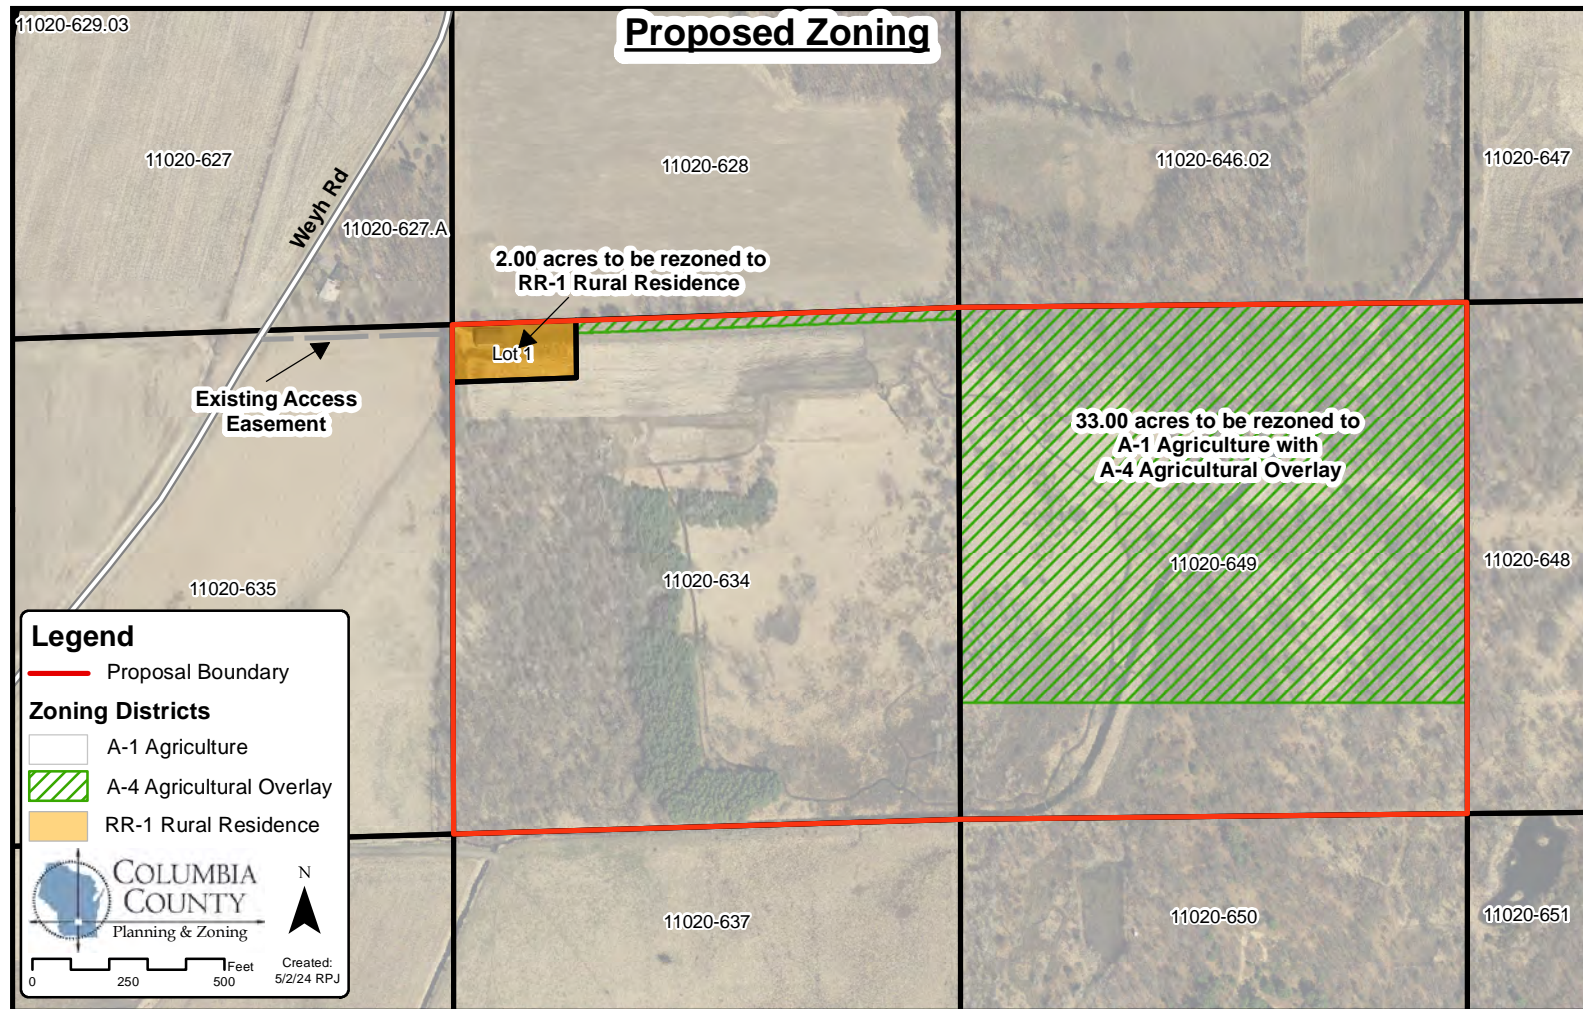 Proposed Zoning
11020-629.03
11020-627
11020-628
11020-646.02
11020-647
Weyh Rd
11020-627.A
2.00 acres to be rezoned to
RR-1 Rural Residence
Lot 1
Existing Access
Easement
33.00 acres to be rezoned to
A-1 Agriculture with
A-4 Agricultural Overlay
11020-635
11020-634
11020-649
11020-648
Legend
Proposal Boundary
Zoning Districts
A-1 Agriculture
A-4 Agricultural Overlay
RR-1 Rural Residence
COLUMBIA
COUNTY
Planning & Zoning
N
Feet
0 250 500
Created:
5/2/24 RPJ
11020-637
11020-650
11020-651